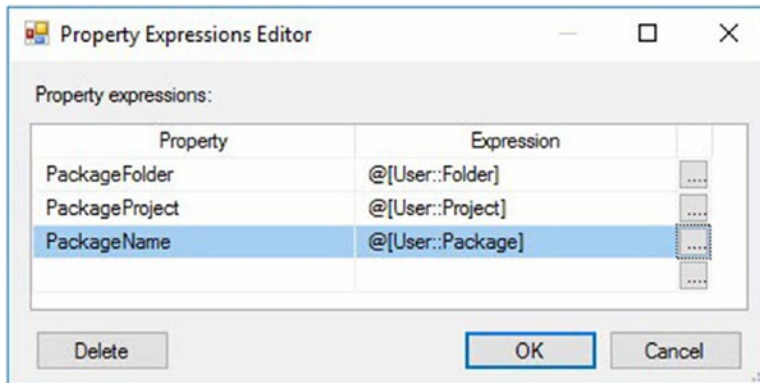 Property Expressions Editor
Property expressions:
Property Expression
PackageFolder @[User::Folder] ....
PackageProject @[User::Project] ....
PackageName @[User::Package] ....
....
Delete OK Cancel